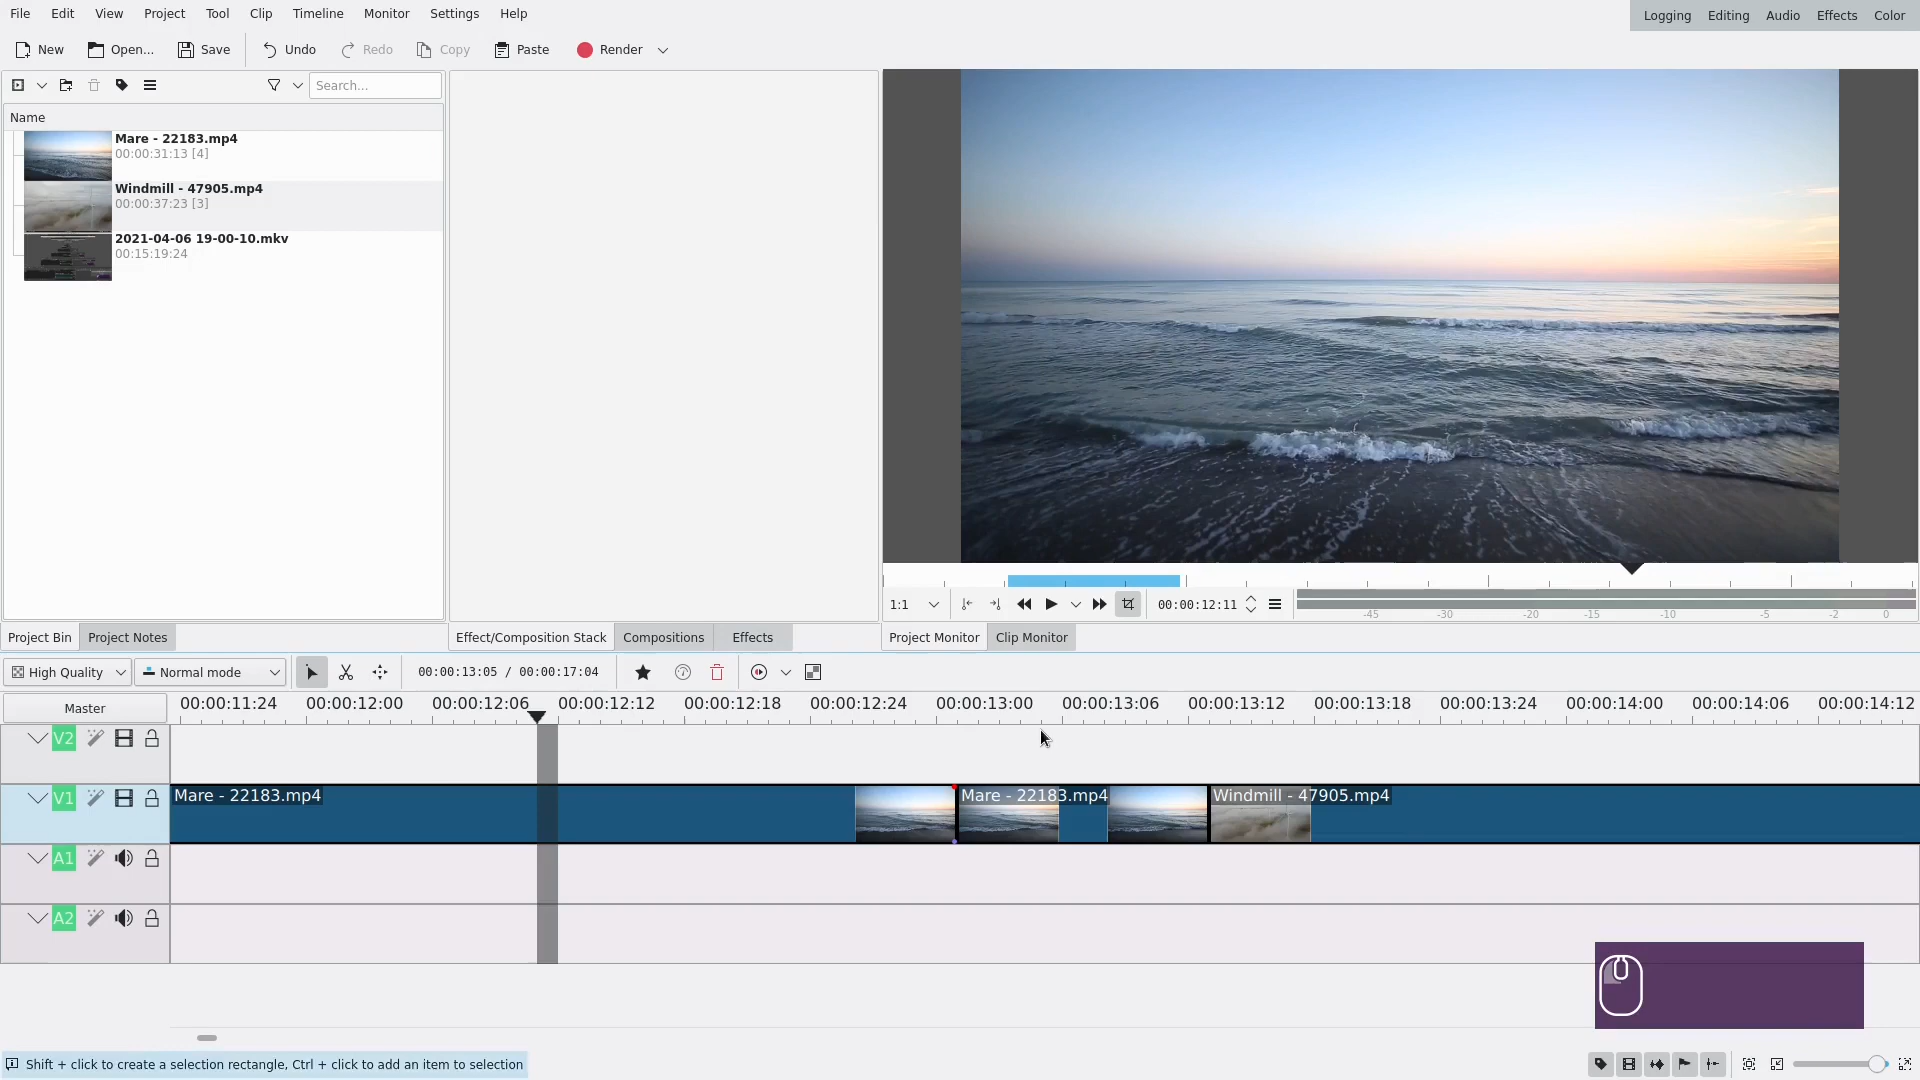 File Edit View Project Tool Clip Timeline Monitor Settings Help
Logging Editing Audio Effects Color
New Open... Save Undo Redo Copy Paste Render
Search...
Name
Mare - 22183.mp4
00:00:31:13 [4]
Windmill - 47905.mp4
00:00:37:23 [3]
2021-04-06 19-00-10.mkv
00:15:19:24
1:1 00:00:12:11
-45 -30 -20 -15 -10 -5 -2 0
Project Bin Project Notes Effect/Composition Stack Compositions Effects Project Monitor Clip Monitor
High Quality Normal mode 00:00:13:05 / 00:00:17:04
Master 00:00:11:24 00:00:12:00 00:00:12:06 00:00:12:12 00:00:12:18 00:00:12:24 00:00:13:00 00:00:13:06 00:00:13:12 00:00:13:18 00:00:13:24 00:00:14:00 00:00:14:06 00:00:14:12
V2
V1 Mare - 22183.mp4 Mare - 22183.mp4 Windmill - 47905.mp4
A1
A2
Shift + click to create a selection rectangle, Ctrl + click to add an item to selection